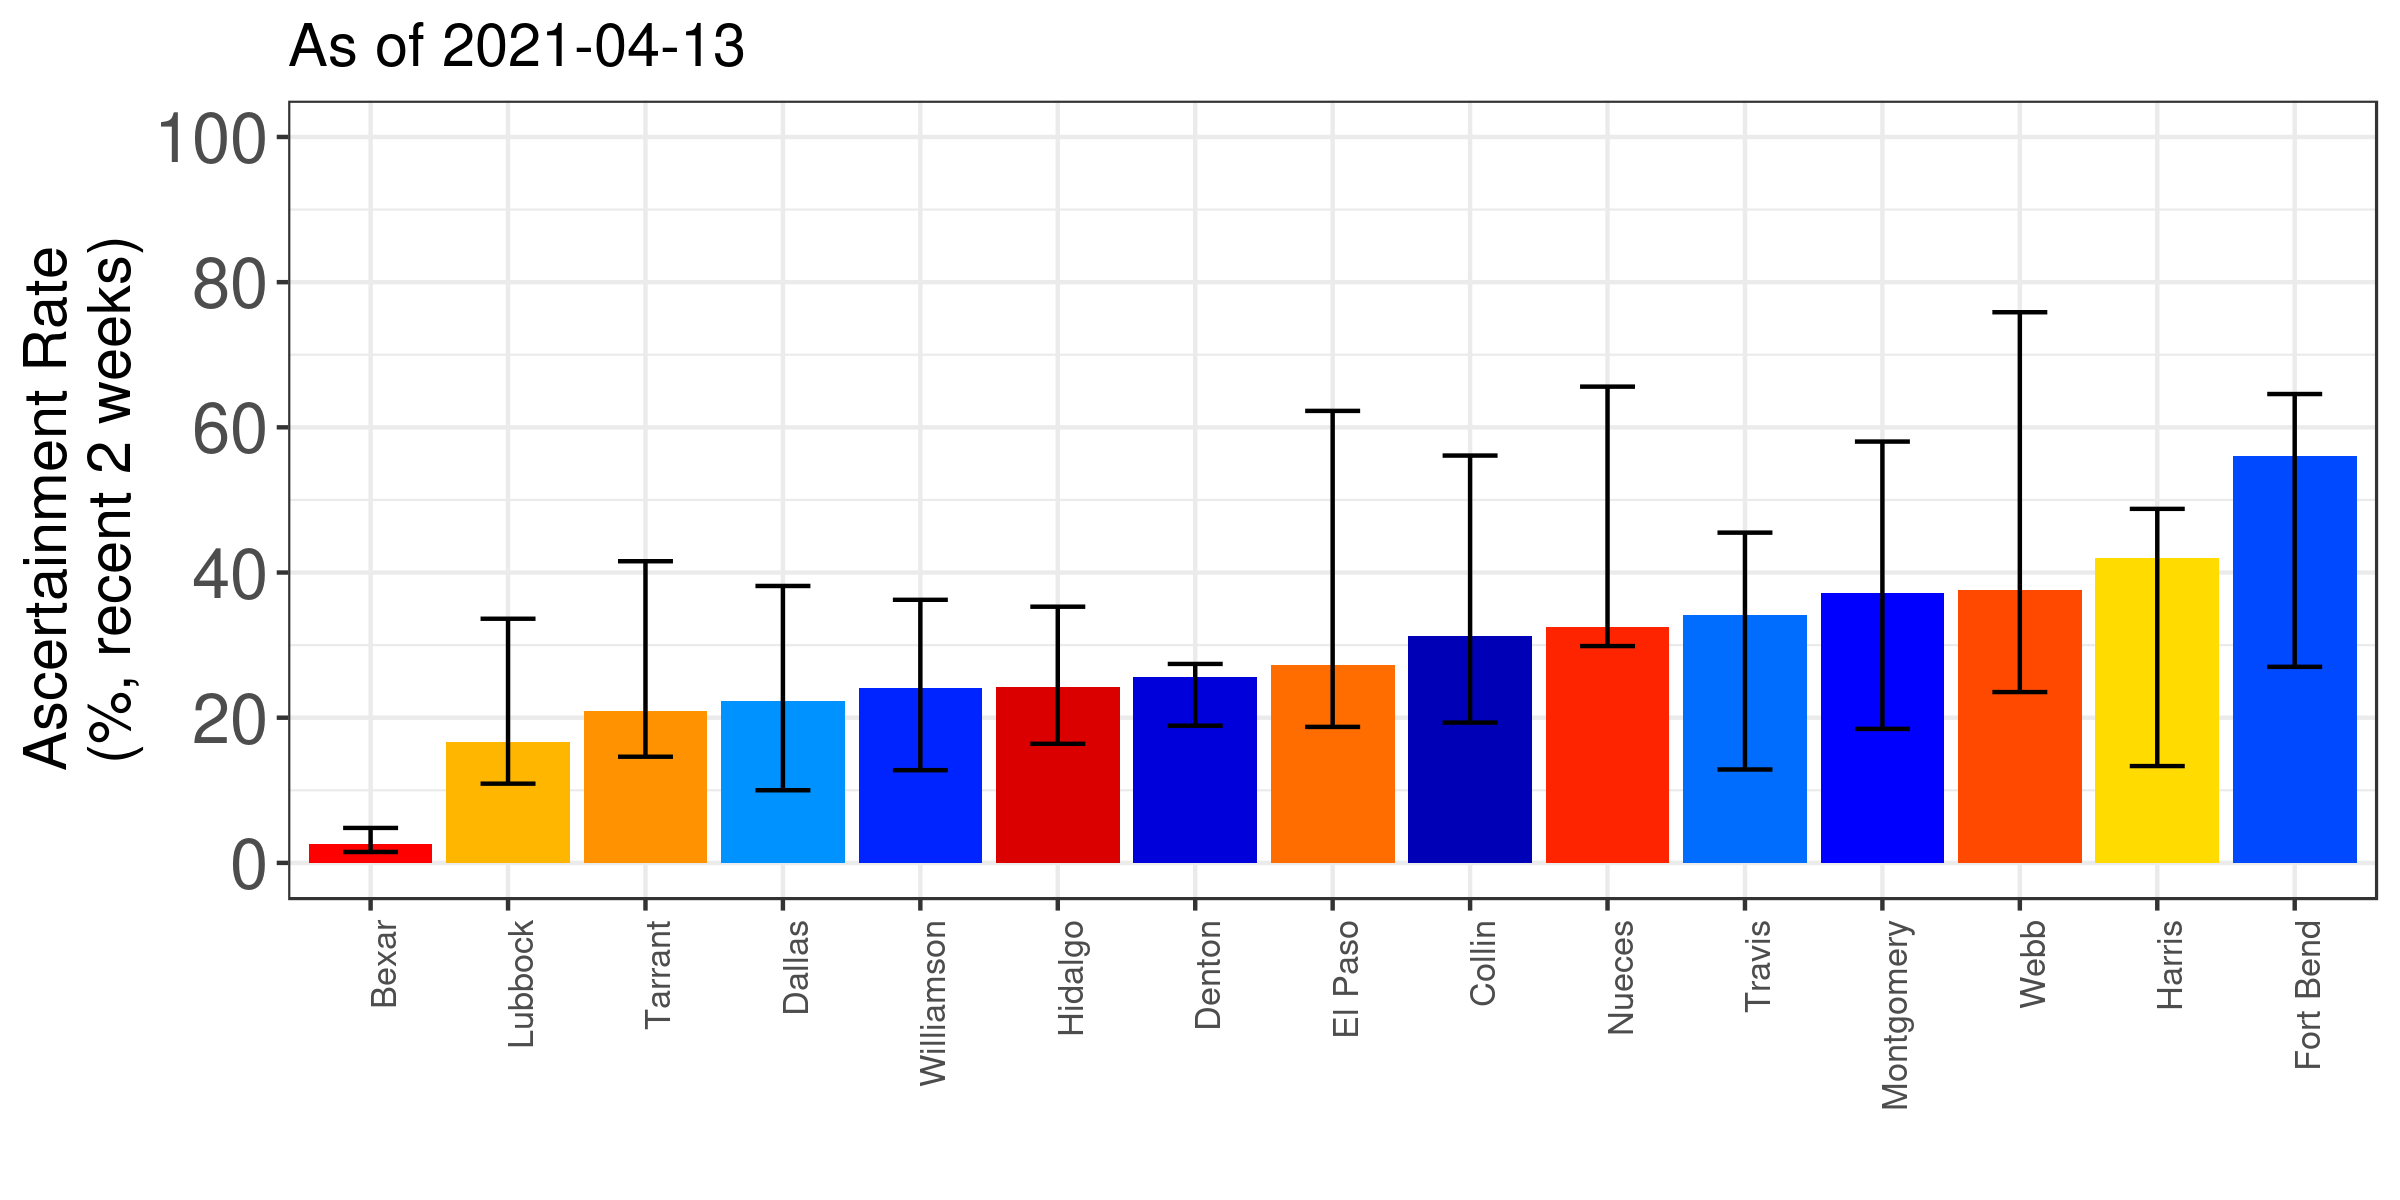 As of 2021-04-13
Ascertainment Rate
(%, recent 2 weeks)
100
80
60
40
20
0
Bexar
Lubbock
Tarrant
Dallas
Williamson
Hidalgo
Denton
El Paso
Collin
Nueces
Travis
Montgomery
Webb
Harris
Fort Bend